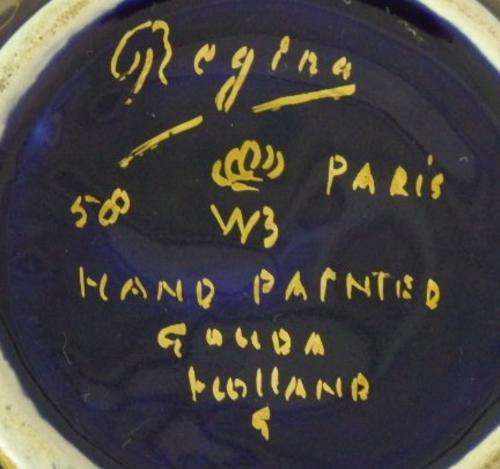 Regina
PARIS
58 W3
HAND PAINTED
GOUDA
HOLLAND
G